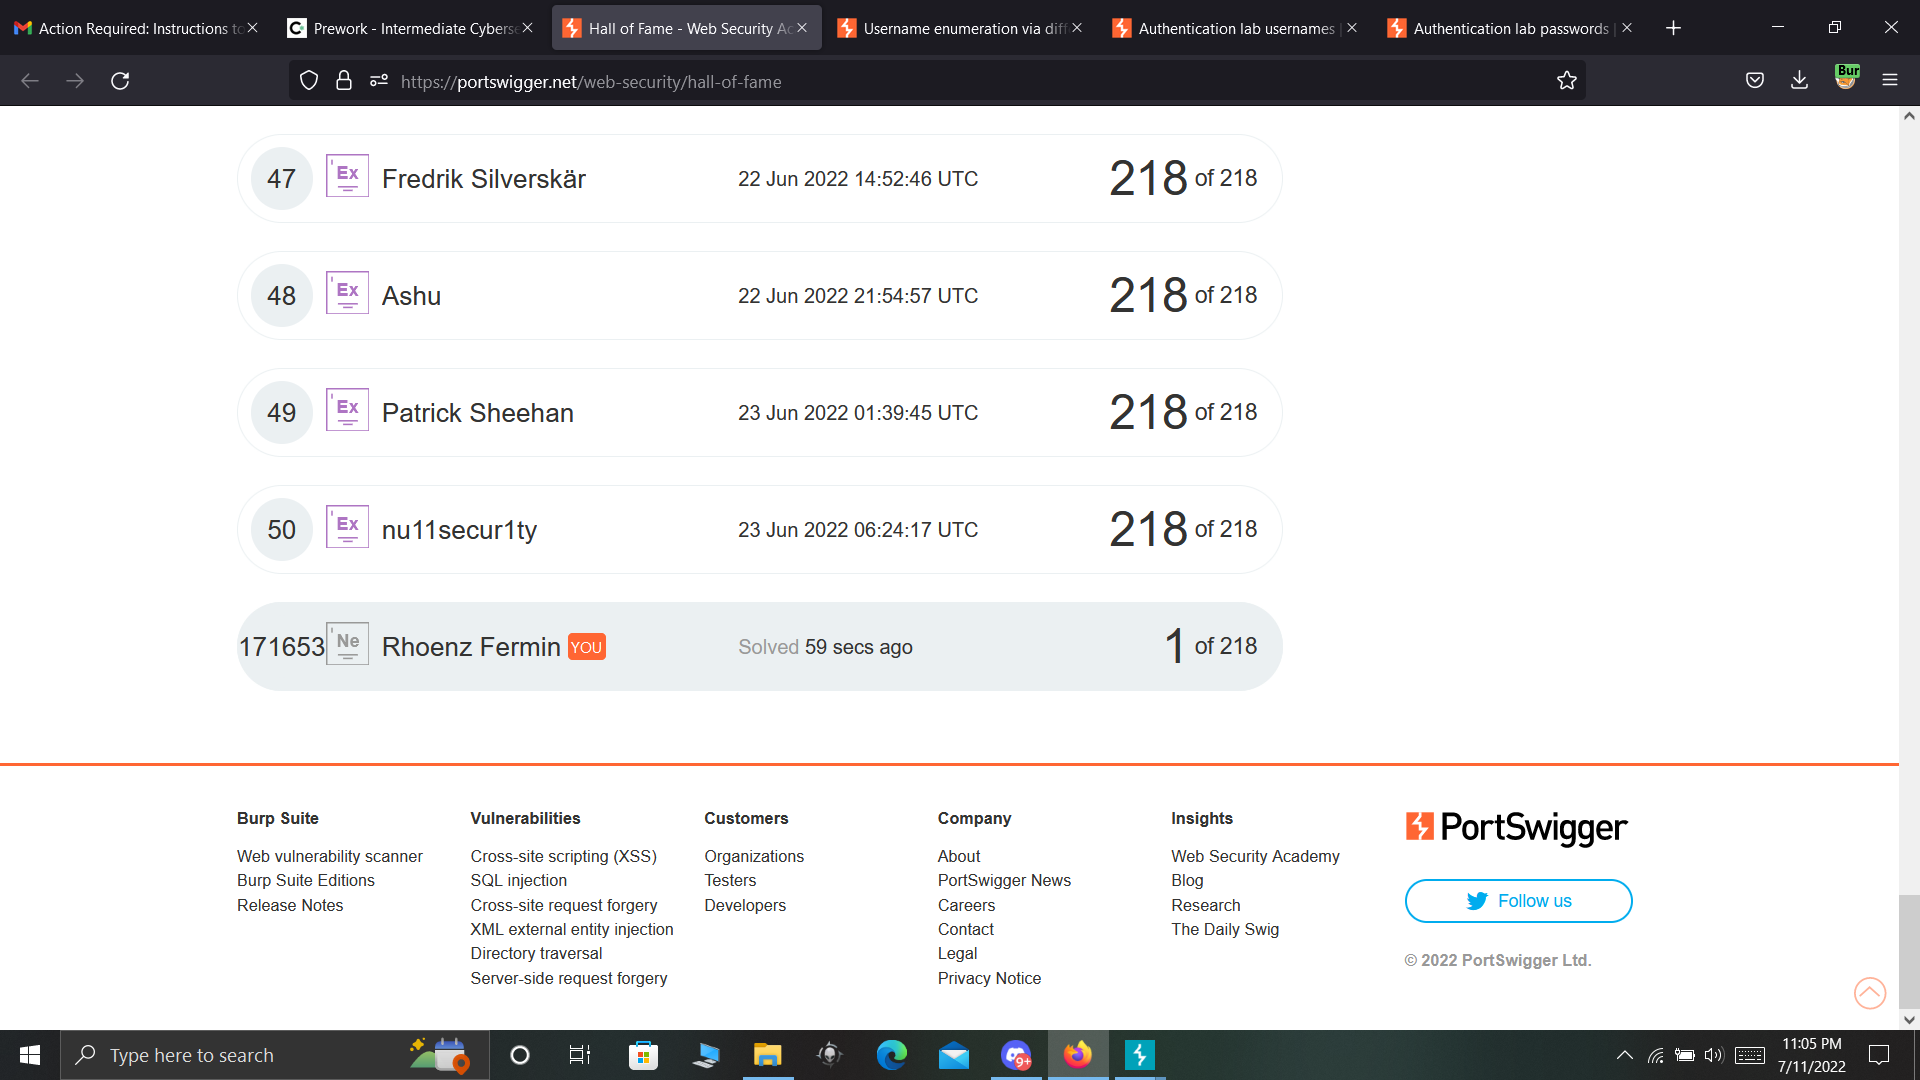 Action Required: Instructions to
Prework - Intermediate Cyberse
Hall of Fame - Web Security Ac
Username enumeration via diff
Authentication lab usernames |
Authentication lab passwords |
https://portswigger.net/web-security/hall-of-fame
Bur
47 Ex Fredrik Silverskär 22 Jun 2022 14:52:46 UTC 218 of 218
48 Ex Ashu 22 Jun 2022 21:54:57 UTC 218 of 218
49 Ex Patrick Sheehan 23 Jun 2022 01:39:45 UTC 218 of 218
50 Ex nu11secur1ty 23 Jun 2022 06:24:17 UTC 218 of 218
171653 Ne Rhoenz Fermin YOU Solved 59 secs ago 1 of 218
Burp Suite
Web vulnerability scanner
Burp Suite Editions
Release Notes
Vulnerabilities
Cross-site scripting (XSS)
SQL injection
Cross-site request forgery
XML external entity injection
Directory traversal
Server-side request forgery
Customers
Organizations
Testers
Developers
Company
About
PortSwigger News
Careers
Contact
Legal
Privacy Notice
Insights
Web Security Academy
Blog
Research
The Daily Swig
PortSwigger
Follow us
© 2022 PortSwigger Ltd.
Type here to search
9+
11:05 PM
7/11/2022